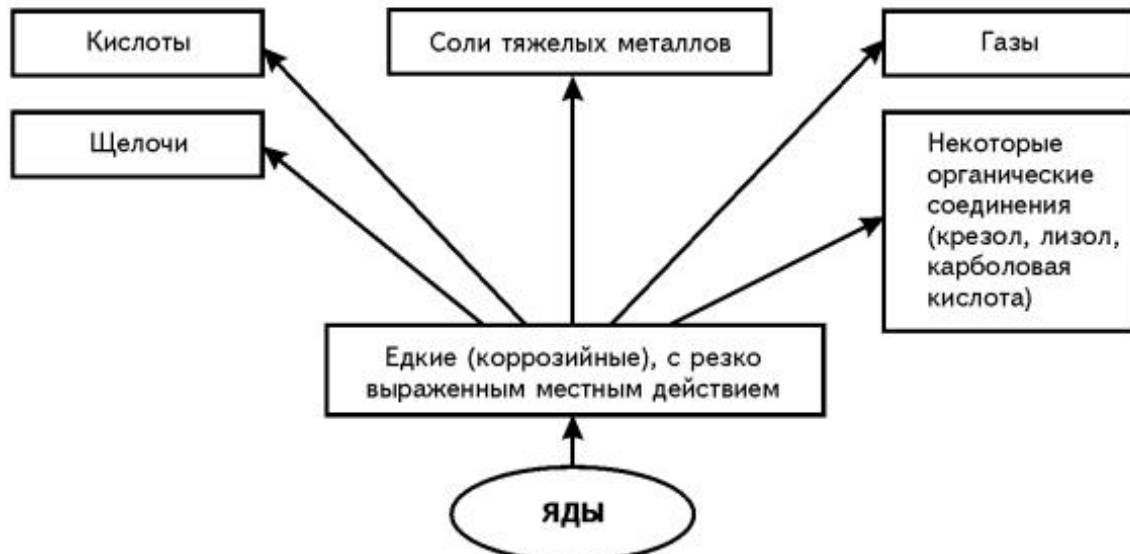 Кислоты
Соли тяжелых металлов
Газы
Щелочи
Некоторые
органические
соединения
(крезол, лизол,
карболовая
кислота)
Едкие (коррозийные), с резко
выраженным местным действием
ЯДЫ